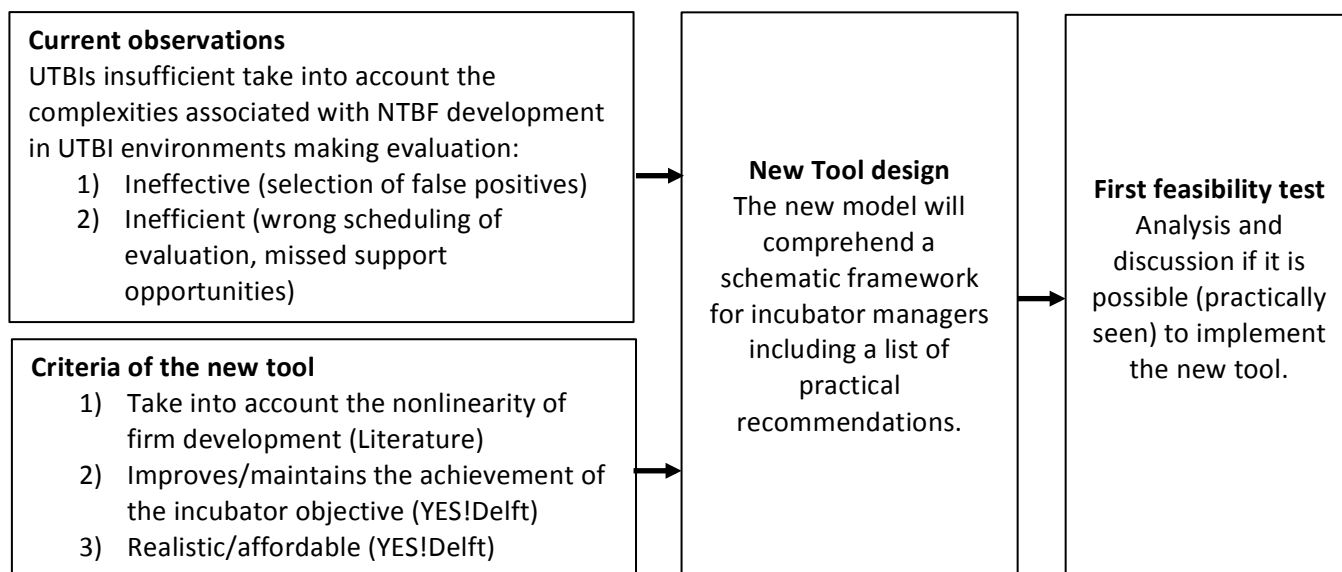 Current observations
UTBIs insufficient take into account the
complexities associated with NTBF development
in UTBI environments making evaluation:
1) Ineffective (selection of false positives)
2) Inefficient (wrong scheduling of
evaluation, missed support
opportunities)
Criteria of the new tool
1) Take into account the nonlinearity of
firm development (Literature)
2) Improves/maintains the achievement of
the incubator objective (YES!Delft)
3) Realistic/affordable (YES!Delft)
New Tool design
The new model will
comprehend a
schematic framework
for incubator managers
including a list of
practical
recommendations.
First feasibility test
Analysis and
discussion if it is
possible (practically
seen) to implement
the new tool.